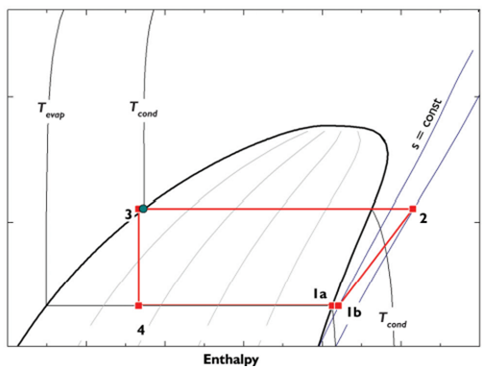 T_evap
T_cond
s = const
3
2
1a
1b
4
T_cond
Enthalpy